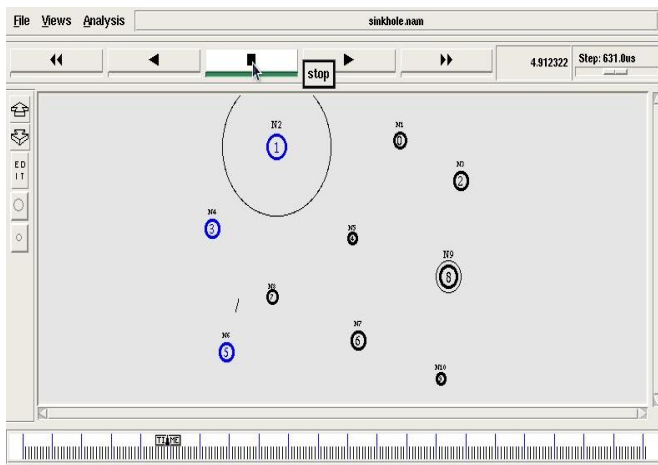 File Views Analysis sinkhole.nam
4.912322 Step: 631.0us
stop
N2
1
N1
0
N3
2
ED
IT
N4
3
N5
4
N9
8
N8
7
N6
5
N7
6
N10
9
TIME